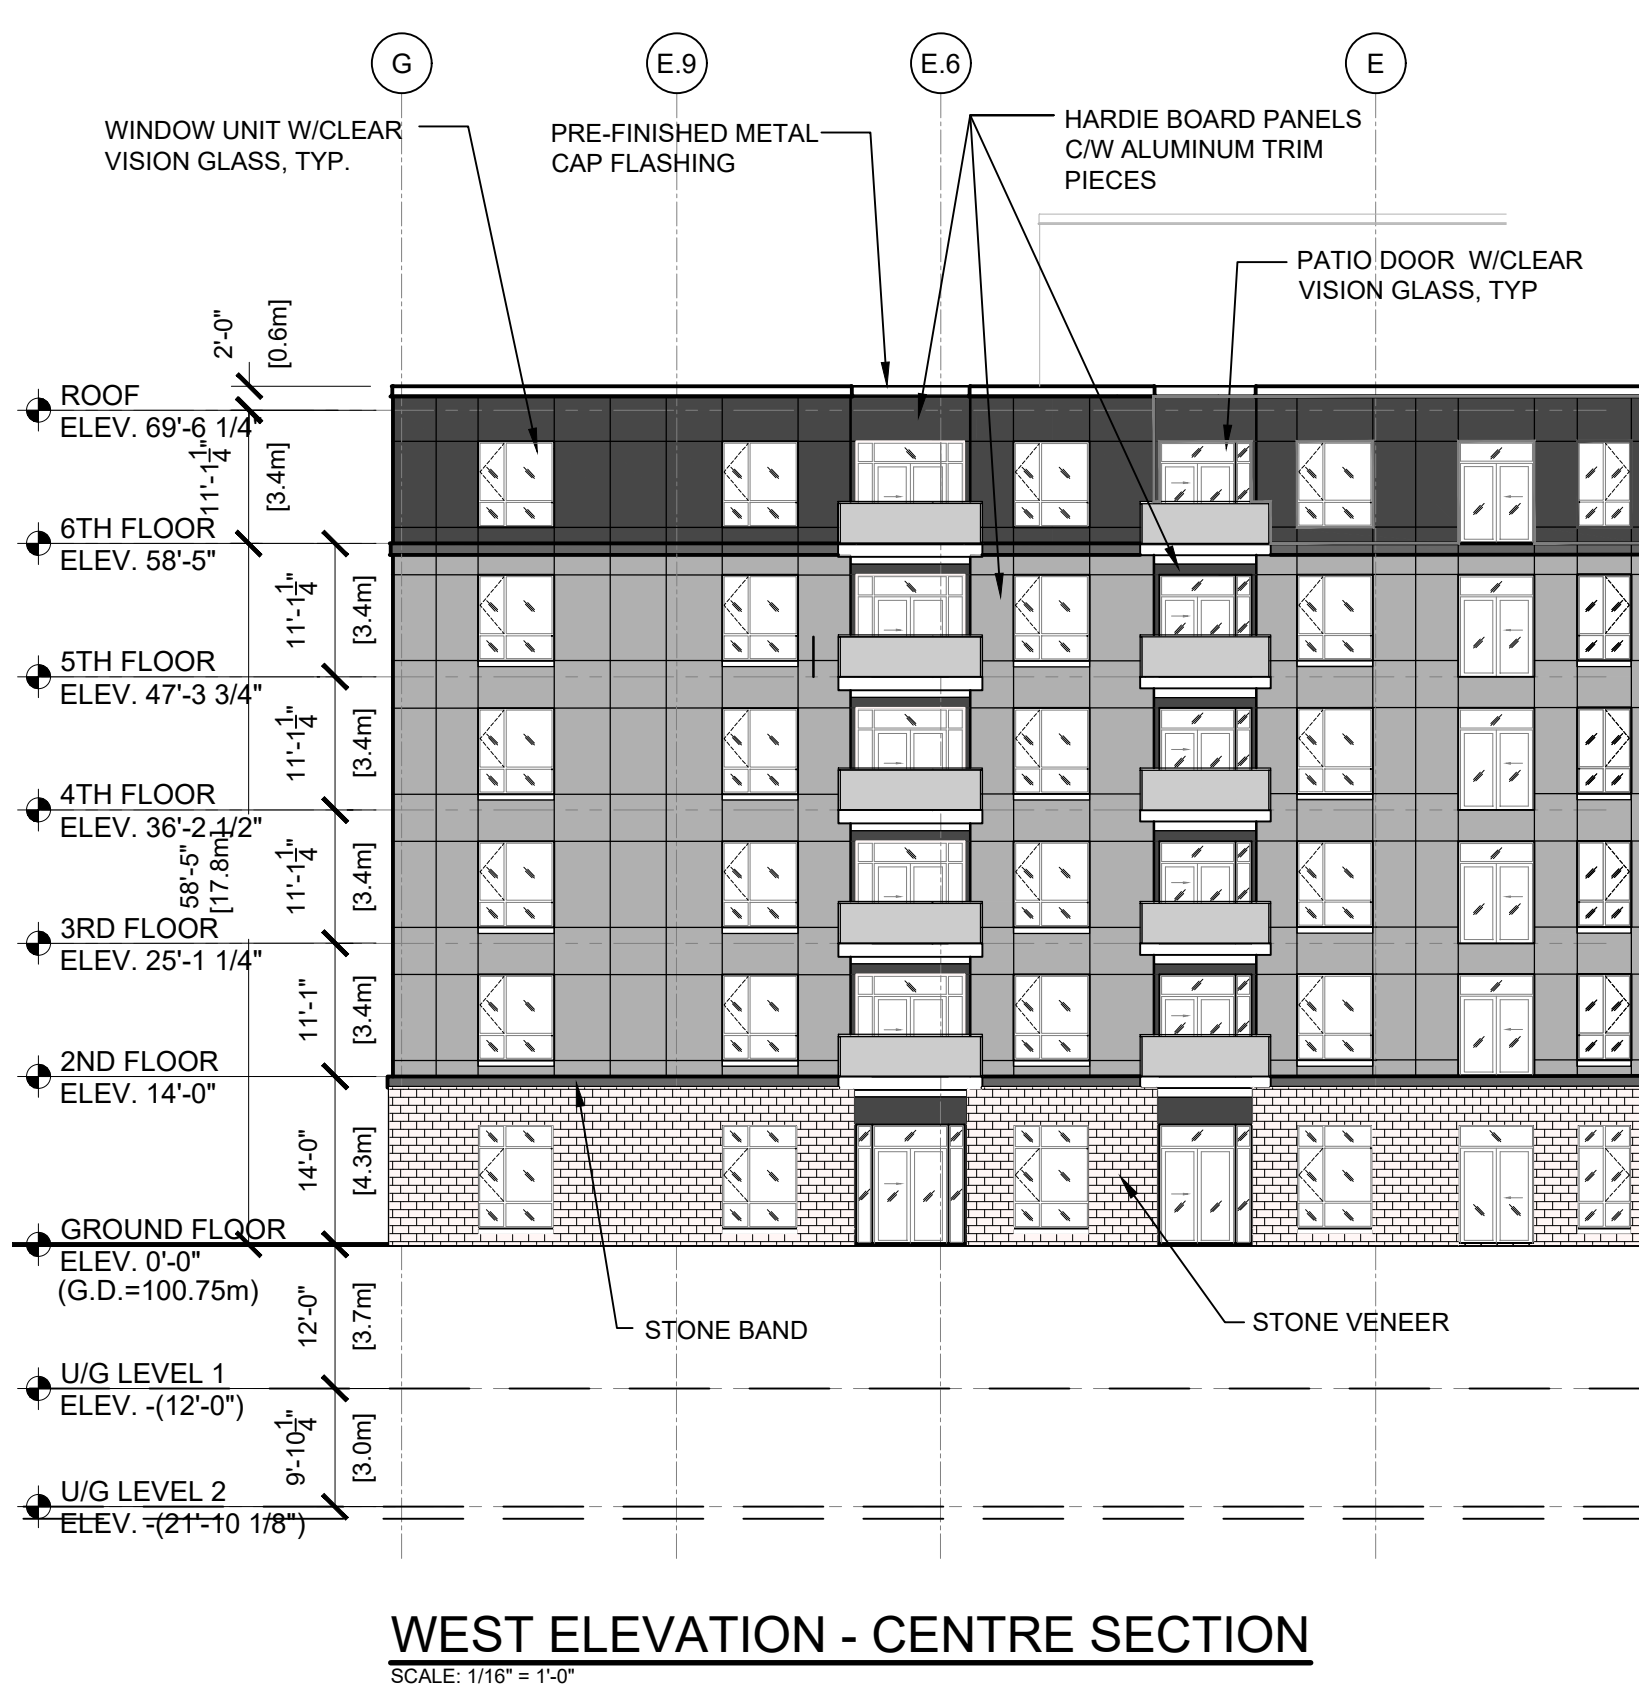 G
E.9
E.6
E
WINDOW UNIT W/CLEAR
VISION GLASS, TYP.
PRE-FINISHED METAL
CAP FLASHING
HARDIE BOARD PANELS
C/W ALUMINUM TRIM
PIECES
PATIO DOOR W/CLEAR
VISION GLASS, TYP
2'-0"
[0.6m]
ROOF
ELEV. 69'-6 1/4"
11'-1 1/4"
[3.4m]
6TH FLOOR
ELEV. 58'-5"
11'-1 1/4"
[3.4m]
5TH FLOOR
ELEV. 47'-3 3/4"
11'-1 1/4"
[3.4m]
4TH FLOOR
ELEV. 36'-2 1/2"
58'-5"
[17.8m]
11'-1 1/4"
[3.4m]
3RD FLOOR
ELEV. 25'-1 1/4"
11'-1"
[3.4m]
2ND FLOOR
ELEV. 14'-0"
14'-0"
[4.3m]
GROUND FLOOR
ELEV. 0'-0"
(G.D.=100.75m)
12'-0"
[3.7m]
STONE BAND
STONE VENEER
U/G LEVEL 1
ELEV. -(12'-0")
9'-10 1/4"
[3.0m]
U/G LEVEL 2
ELEV. -(21'-10 1/8")
WEST ELEVATION - CENTRE SECTION
SCALE: 1/16" = 1'-0"